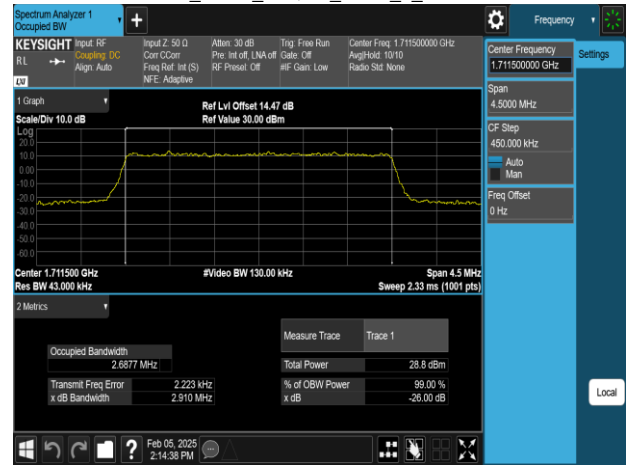 Spectrum Analyzer 1
Occupied BW
Frequency
KEYSIGHT
RL
LXI
Input: RF
Coupling: DC
Align: Auto
Input Z: 50 Ω
Corr CCorr
Freq Ref: Int (S)
NFE: Adaptive
Atten: 30 dB
Pre: Int off, LNA off
RF Presel: Off
Trig: Free Run
Gate: Off
#IF Gain: Low
Center Freq: 1.711500000 GHz
Avg|Hold: 10/10
Radio Std: None
Center Frequency
1.711500000 GHz
Settings
Span
4.5000 MHz
CF Step
450.000 kHz
Auto
Man
Freq Offset
0 Hz
1 Graph
Scale/Div 10.0 dB
Ref Lvl Offset 14.47 dB
Ref Value 30.00 dBm
Log
20.0
10.0
0.00
-10.0
-20.0
-30.0
-40.0
-50.0
-60.0
Center 1.711500 GHz
#Video BW 130.00 kHz
Span 4.5 MHz
Res BW 43.000 kHz
Sweep 2.33 ms (1001 pts)
2 Metrics
Measure Trace
Trace 1
Occupied Bandwidth
2.6877 MHz
Total Power
28.8 dBm
Transmit Freq Error
2.223 kHz
% of OBW Power
99.00 %
x dB Bandwidth
2.910 MHz
x dB
-26.00 dB
Local
?
Feb 05, 2025
2:14:38 PM